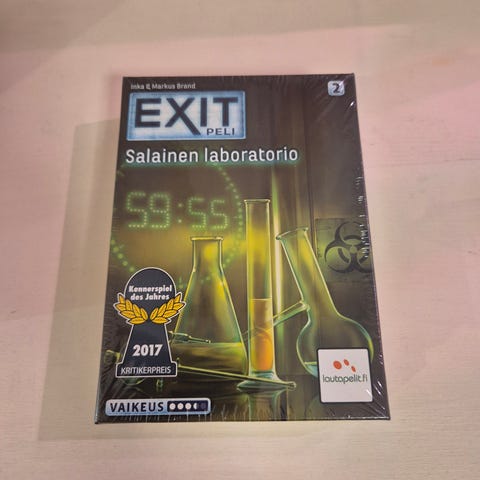 Inka & Markus Brand
2
EXIT
PELI
Salainen laboratorio
59:55
Kennerspiel
des Jahres
2017
KRITIKERPREIS
lautapelit.fi
VAIKEUS